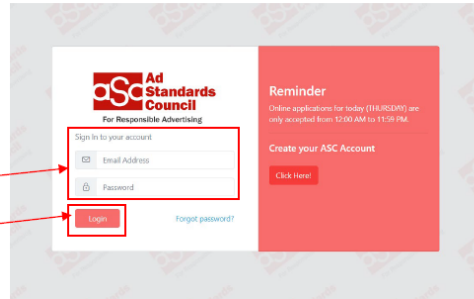 asc Ad
Standards
Council
For Responsible Advertising
Sign In to your account
Email Address
Password
Login
Forgot password?
Reminder
Online applications for today (THURSDAY) are
only accepted from 12:00 AM to 11:59 PM.
Create your ASC Account
Click Here!